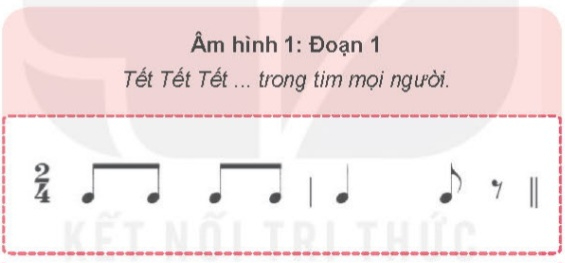 Âm hình 1: Đoạn 1
Tết Tết Tết ... trong tim mọi người.
2
4
KẾT NỐI TRI THỨC